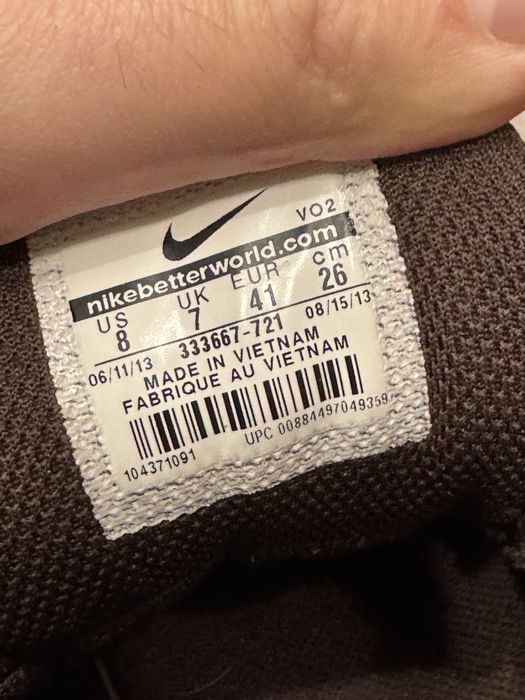 VO2
nikebetterworld.com
US UK EUR cm
8 7 41 26
06/11/13 333667-721 08/15/13
MADE IN VIETNAM
FABRIQUE AU VIETNAM
104371091 UPC 00884497049359